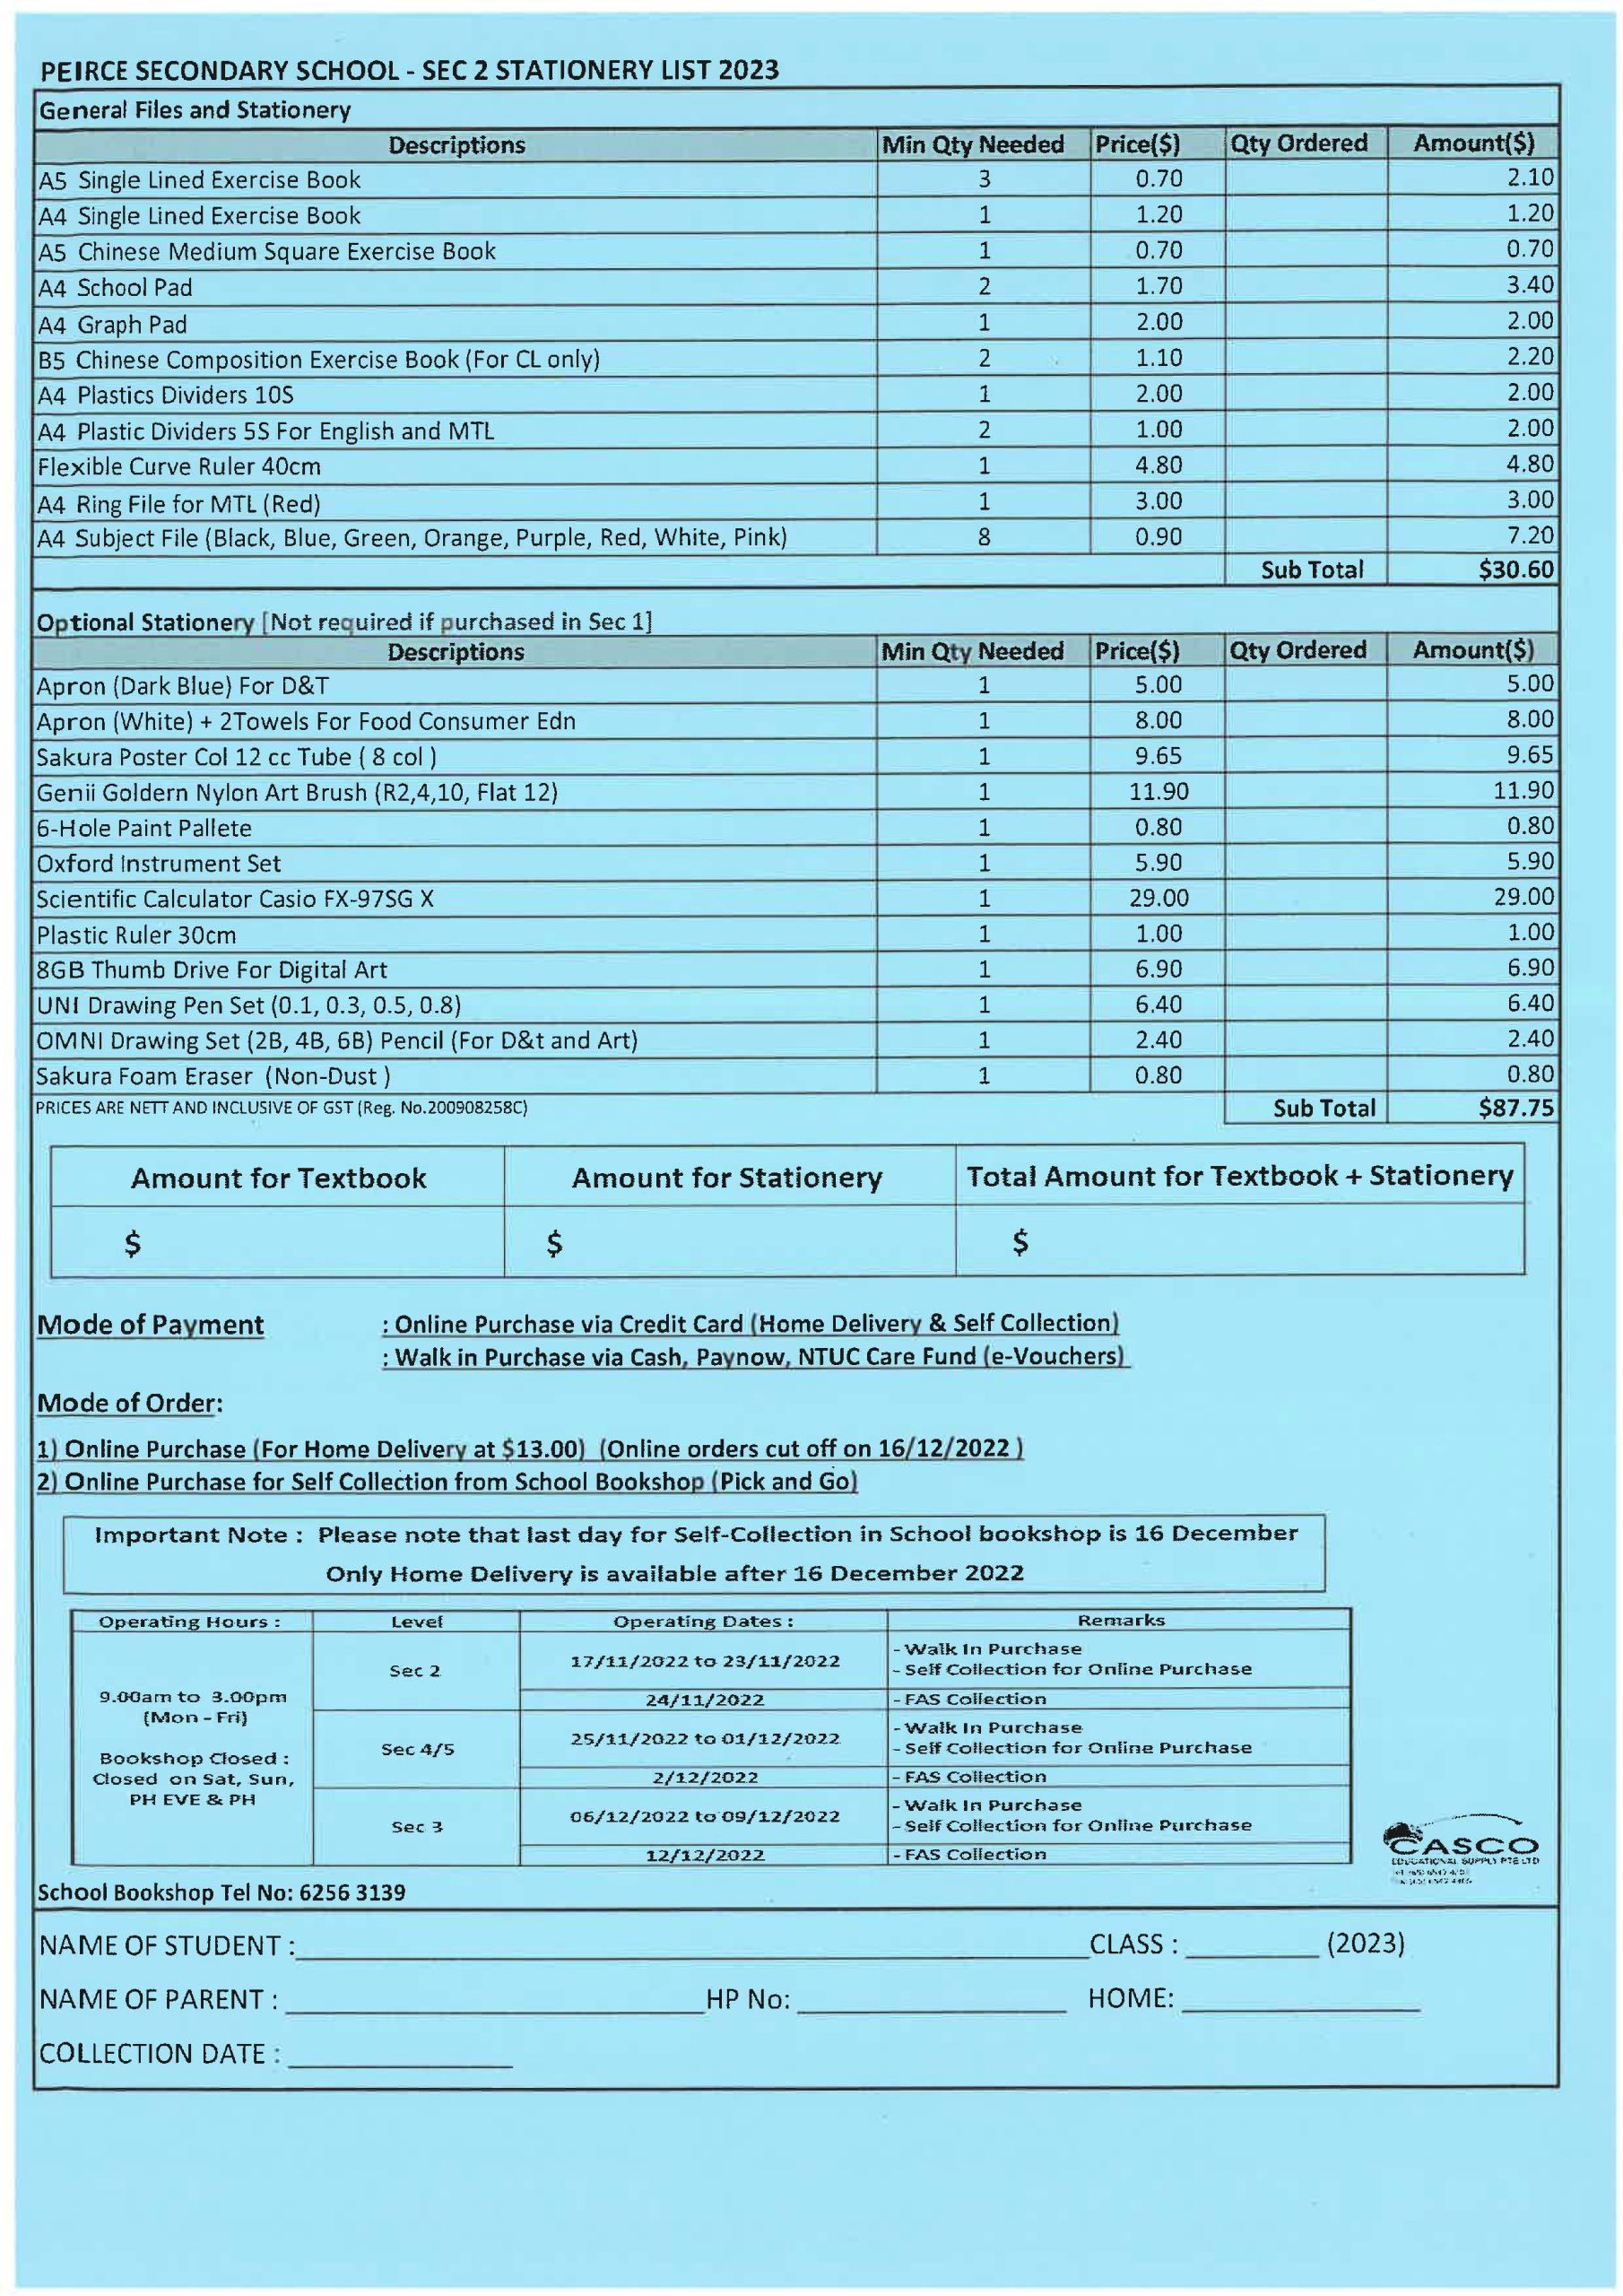 PEIRCE SECONDARY SCHOOL - SEC 2 STATIONERY LIST 2023
General Files and Stationery
Descriptions Min Qty Needed Price($) Qty Ordered Amount($)
A5 Single Lined Exercise Book 3 0.70 2.10
A4 Single Lined Exercise Book 1 1.20 1.20
A5 Chinese Medium Square Exercise Book 1 0.70 0.70
A4 School Pad 2 1.70 3.40
A4 Graph Pad 1 2.00 2.00
B5 Chinese Composition Exercise Book (For CL only) 2 1.10 2.20
A4 Plastics Dividers 10S 1 2.00 2.00
A4 Plastic Dividers 5S For English and MTL 2 1.00 2.00
Flexible Curve Ruler 40cm 1 4.80 4.80
A4 Ring File for MTL (Red) 1 3.00 3.00
A4 Subject File (Black, Blue, Green, Orange, Purple, Red, White, Pink) 8 0.90 7.20
Sub Total $30.60
Optional Stationery [Not required if purchased in Sec 1]
Descriptions Min Qty Needed Price($) Qty Ordered Amount($)
Apron (Dark Blue) For D&T 1 5.00 5.00
Apron (White) + 2Towels For Food Consumer Edn 1 8.00 8.00
Sakura Poster Col 12 cc Tube ( 8 col ) 1 9.65 9.65
Genii Goldern Nylon Art Brush (R2,4,10, Flat 12) 1 11.90 11.90
6-Hole Paint Pallete 1 0.80 0.80
Oxford Instrument Set 1 5.90 5.90
Scientific Calculator Casio FX-97SG X 1 29.00 29.00
Plastic Ruler 30cm 1 1.00 1.00
8GB Thumb Drive For Digital Art 1 6.90 6.90
UNI Drawing Pen Set (0.1, 0.3, 0.5, 0.8) 1 6.40 6.40
OMNI Drawing Set (2B, 4B, 6B) Pencil (For D&t and Art) 1 2.40 2.40
Sakura Foam Eraser (Non-Dust ) 1 0.80 0.80
PRICES ARE NETT AND INCLUSIVE OF GST (Reg. No.200908258C) Sub Total $87.75
Amount for Textbook Amount for Stationery Total Amount for Textbook + Stationery
$ $ $
Mode of Payment : Online Purchase via Credit Card (Home Delivery & Self Collection)
: Walk in Purchase via Cash, Paynow, NTUC Care Fund (e-Vouchers)
Mode of Order:
1) Online Purchase (For Home Delivery at $13.00) (Online orders cut off on 16/12/2022 )
2) Online Purchase for Self Collection from School Bookshop (Pick and Go)
Important Note : Please note that last day for Self-Collection in School bookshop is 16 December
Only Home Delivery is available after 16 December 2022
Operating Hours : Level Operating Dates : Remarks
9.00am to 3.00pm
(Mon - Fri)
Bookshop Closed :
Closed on Sat, Sun,
PH EVE & PH
Sec 2 17/11/2022 to 23/11/2022 - Walk In Purchase
- Self Collection for Online Purchase
24/11/2022 - FAS Collection
Sec 4/5 25/11/2022 to 01/12/2022 - Walk In Purchase
- Self Collection for Online Purchase
2/12/2022 - FAS Collection
Sec 3 06/12/2022 to 09/12/2022 - Walk In Purchase
- Self Collection for Online Purchase
12/12/2022 - FAS Collection
CASCO
EDUCATIONAL SUPPLY PTE LTD
School Bookshop Tel No: 6256 3139
NAME OF STUDENT : CLASS : (2023)
NAME OF PARENT : HP No: HOME:
COLLECTION DATE :